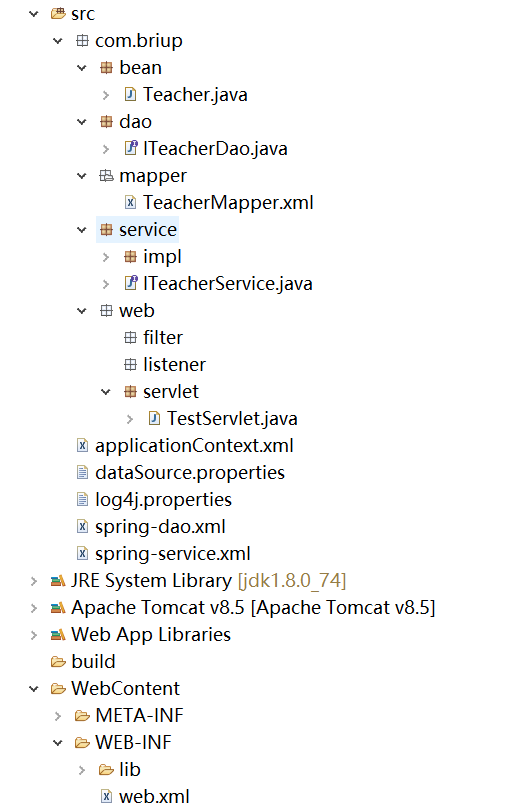 src
com.briup
bean
Teacher.java
dao
ITeacherDao.java
mapper
TeacherMapper.xml
service
impl
ITeacherService.java
web
filter
listener
servlet
TestServlet.java
applicationContext.xml
dataSource.properties
log4j.properties
spring-dao.xml
spring-service.xml
JRE System Library [jdk1.8.0_74]
Apache Tomcat v8.5 [Apache Tomcat v8.5]
Web App Libraries
build
WebContent
META-INF
WEB-INF
lib
web.xml